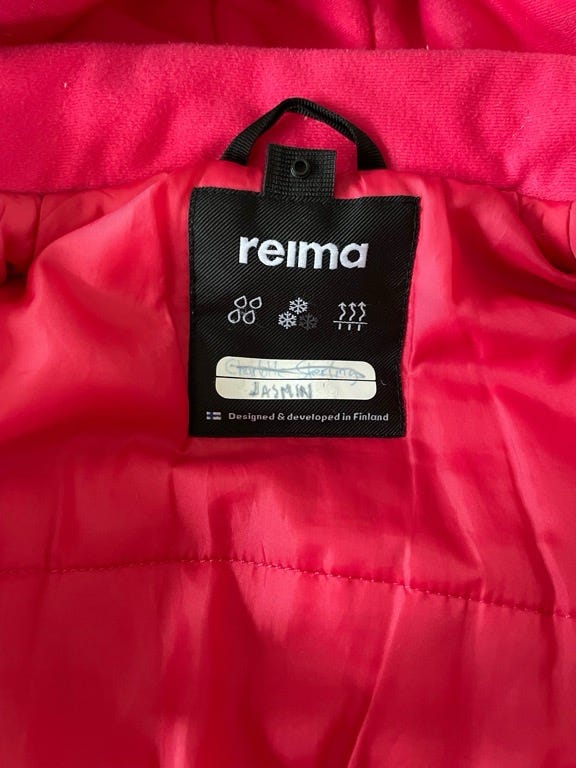 reima
JASMIN
Designed & developed in Finland